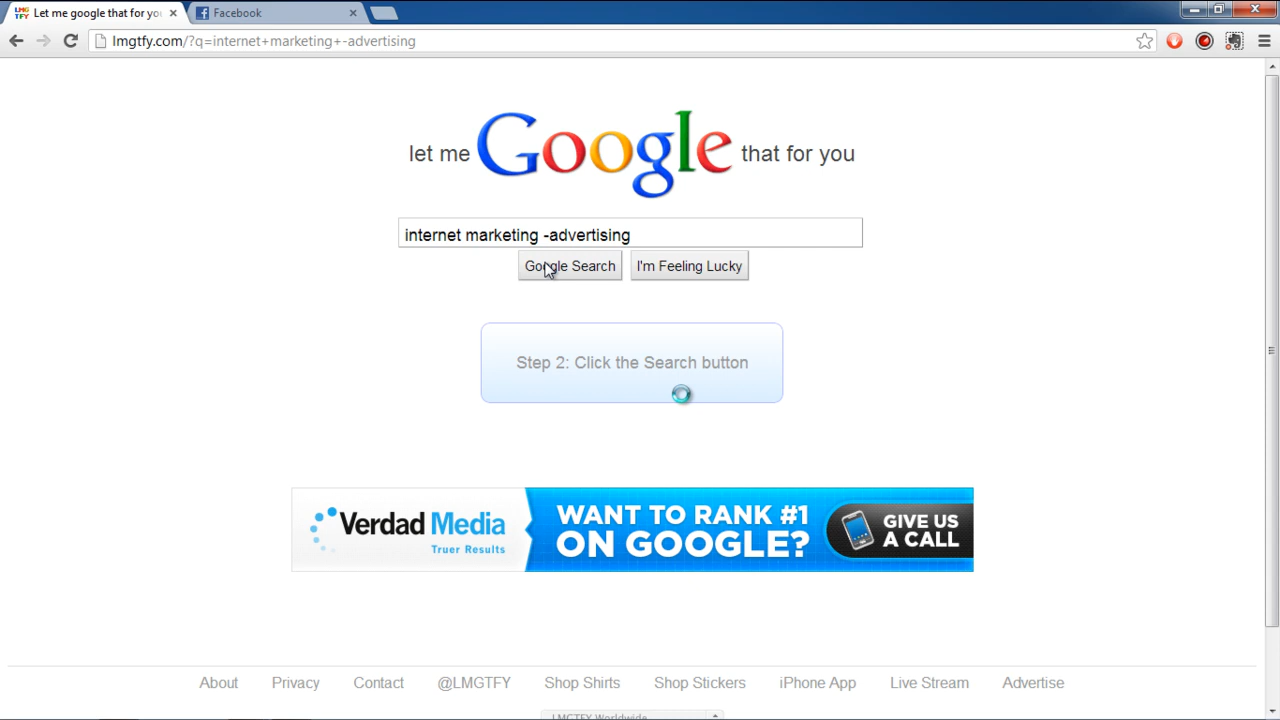 Let me google that for you
Facebook
lmgtfy.com/?q=internet+marketing+-advertising
let me Google that for you
internet marketing -advertising
Google Search
I'm Feeling Lucky
Step 2: Click the Search button
Verdad Media
Truer Results
WANT TO RANK #1
ON GOOGLE?
GIVE US
A CALL
About
Privacy
Contact
@LMGTFY
Shop Shirts
Shop Stickers
iPhone App
Live Stream
Advertise
LMGTFY Worldwide